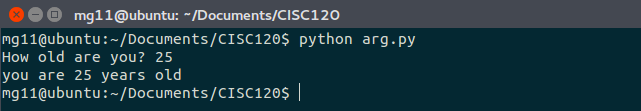 mg11@ubuntu: ~/Documents/CISC120
mg11@ubuntu:~/Documents/CISC120$ python arg.py
How old are you? 25
you are 25 years old
mg11@ubuntu:~/Documents/CISC120$